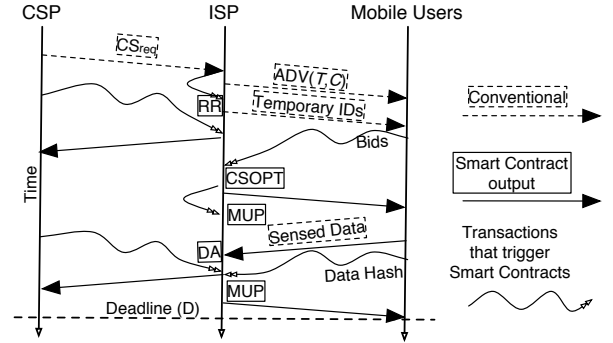 CSP ISP Mobile Users
CSreq
ADV(T,C)
RR
Temporary IDs
Conventional
Bids
Time
CSOPT
Smart Contract
output
MUP
Sensed Data
DA
Transactions
that trigger
Smart Contracts
Data Hash
MUP
Deadline (D)